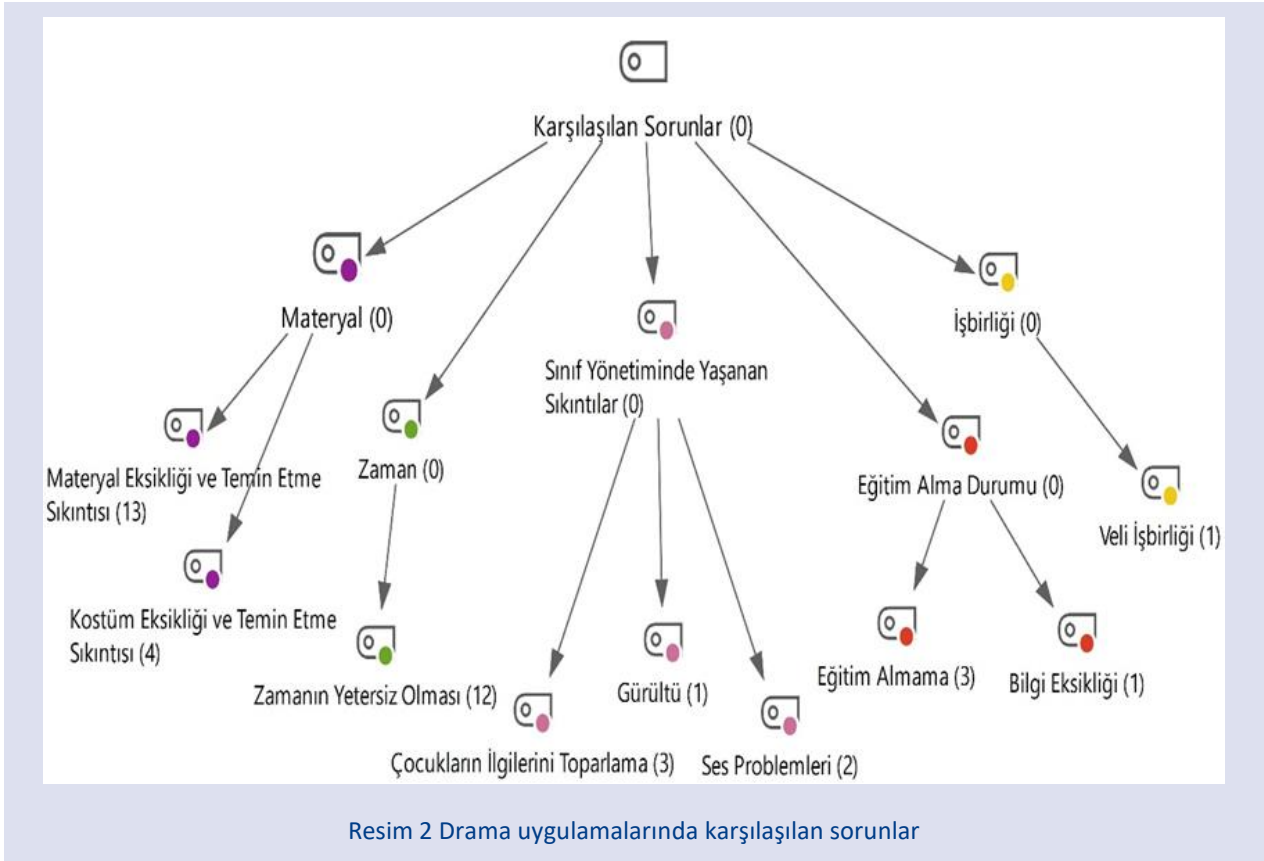 Karşılaşılan Sorunlar (0)
Materyal (0)
İşbirliği (0)
Sınıf Yönetiminde Yaşanan
Sıkıntılar (0)
Materyal Eksikliği ve Temin Etme
Sıkıntısı (13)
Zaman (0)
Eğitim Alma Durumu (0)
Veli İşbirliği (1)
Kostüm Eksikliği ve Temin Etme
Sıkıntısı (4)
Zamanın Yetersiz Olması (12)
Gürültü (1)
Eğitim Almama (3)
Bilgi Eksikliği (1)
Çocukların İlgilerini Toparlama (3)
Ses Problemleri (2)
Resim 2 Drama uygulamalarında karşılaşılan sorunlar